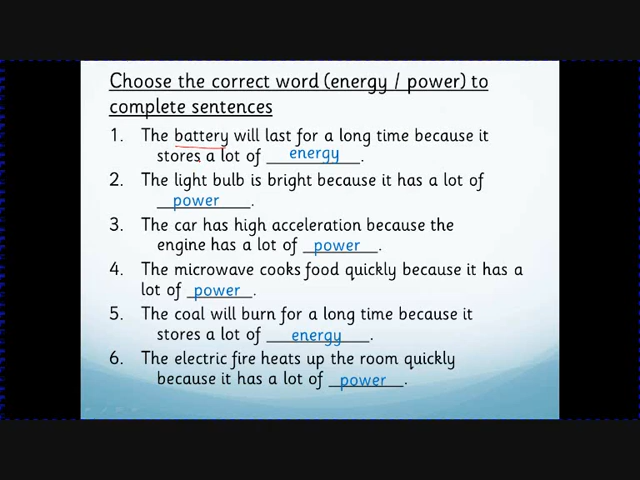 Choose the correct word (energy / power) to
complete sentences
1. The battery will last for a long time because it
stores a lot of energy.
2. The light bulb is bright because it has a lot of
power.
3. The car has high acceleration because the
engine has a lot of power.
4. The microwave cooks food quickly because it has a
lot of power.
5. The coal will burn for a long time because it
stores a lot of energy.
6. The electric fire heats up the room quickly
because it has a lot of power.